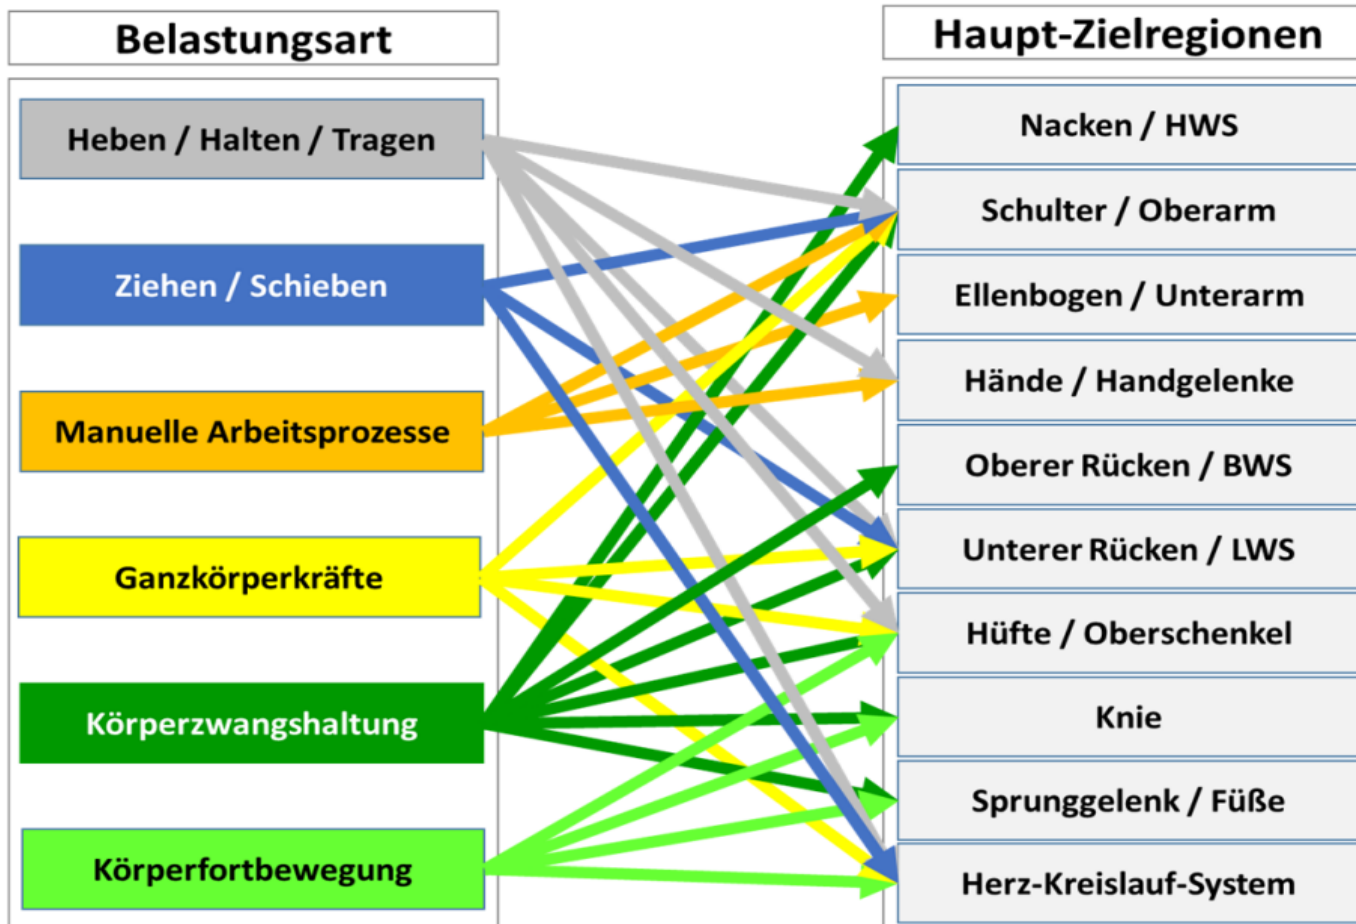 Belastungsart
Heben / Halten / Tragen
Ziehen / Schieben
Manuelle Arbeitsprozesse
Ganzkörperkräfte
Körperzwangshaltung
Körperfortbewegung
Haupt-Zielregionen
Nacken / HWS
Schulter / Oberarm
Ellenbogen / Unterarm
Hände / Handgelenke
Oberer Rücken / BWS
Unterer Rücken / LWS
Hüfte / Oberschenkel
Knie
Sprunggelenk / Füße
Herz-Kreislauf-System